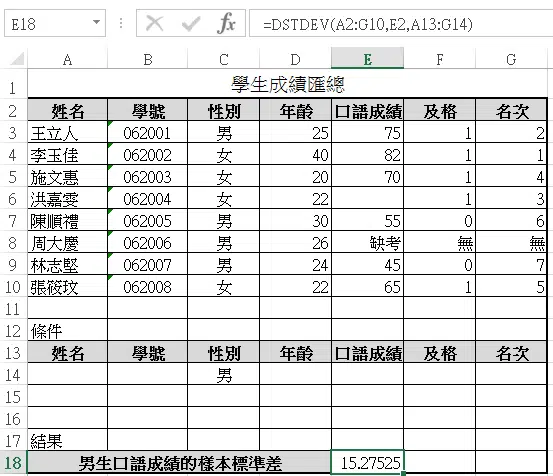 E18 =DSTDEV(A2:G10,E2,A13:G14)
A B C D E F G
1 學生成績匯總
2 姓名 學號 性別 年齡 口語成績 及格 名次
3 王立人 062001 男 25 75 1 2
4 李玉佳 062002 女 40 82 1 1
5 施文惠 062003 女 20 70 1 4
6 洪嘉雯 062004 女 22 1 3
7 陳順禮 062005 男 30 55 0 6
8 周大慶 062006 男 26 缺考 無 無
9 林志堅 062007 男 24 45 0 7
10 張筱玟 062008 女 22 65 1 5
11
12 條件
13 姓名 學號 性別 年齡 口語成績 及格 名次
14 男
15
16
17 結果
18 男生口語成績的樣本標準差 15.27525